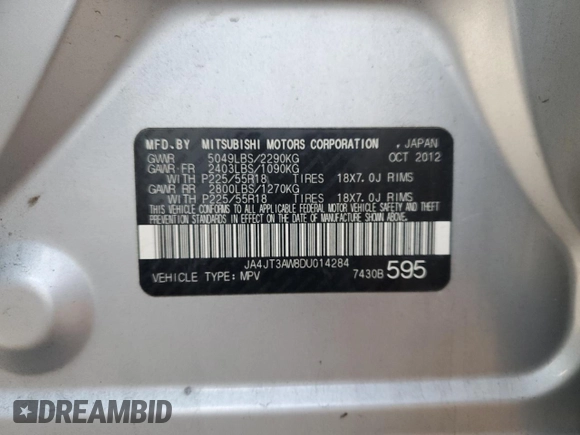 MFD.BY MITSUBISHI MOTORS CORPORATION , JAPAN
GVWR 5049LBS/2290KG OCT 2012
GAWR FR 2403LBS/1090KG
WITH P225/55R18 TIRES 18X7.0J RIMS
GAWR RR 2800LBS/1270KG
WITH P225/55R18 TIRES 18X7.0J RIMS
THIS VEHICLE CONFORMS TO ALL APPLICABLE FEDERAL MOTOR VEHICLE SAFETY AND THEFT
PREVENTION STANDARDS IN EFFECT ON THE DATE OF MANUFACTURE SHOWN ABOVE.
JA4JT3AW8DU014284
VEHICLE TYPE: MPV 7430B 595
DREAMBID